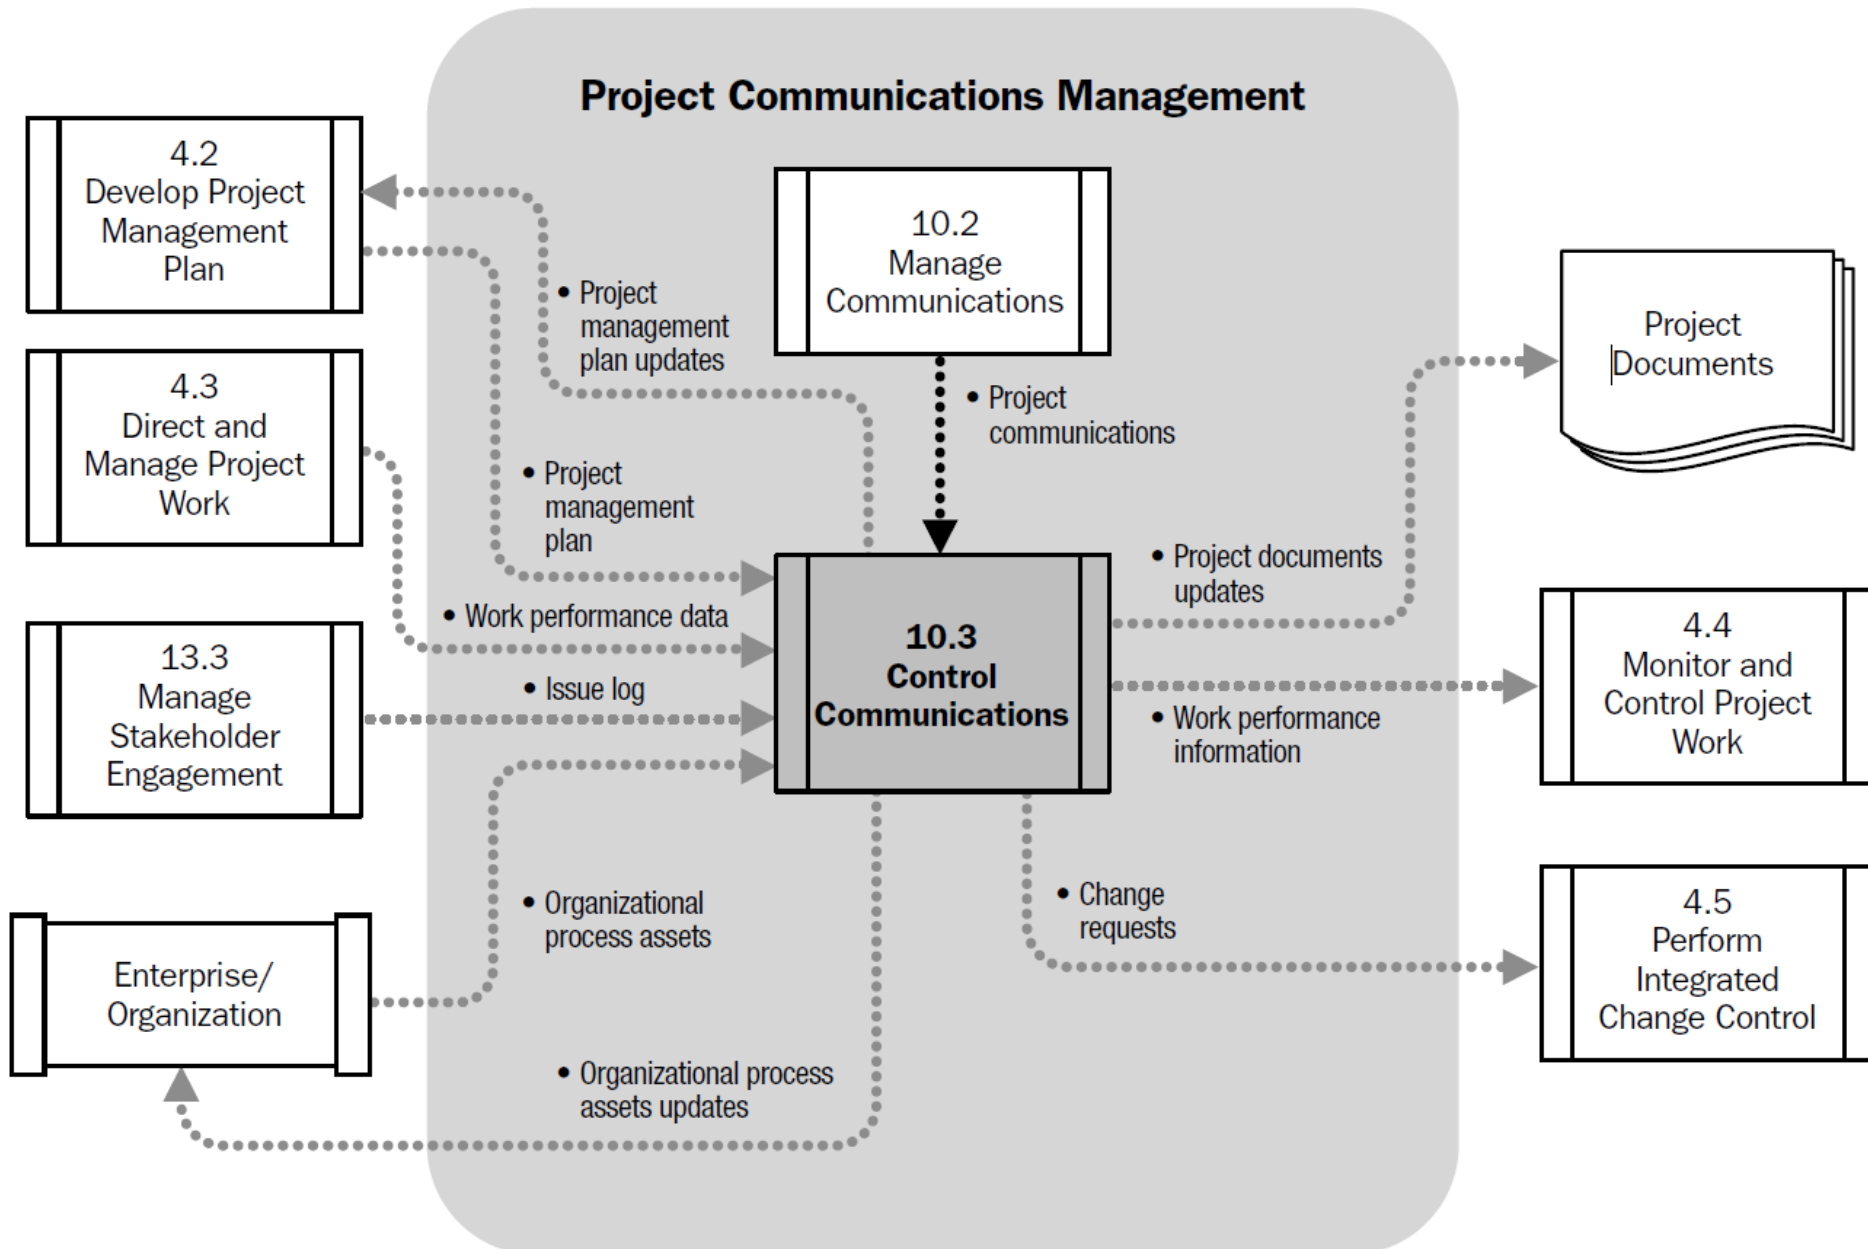 Project Communications Management
4.2
Develop Project
Management
Plan
4.3
Direct and
Manage Project
Work
13.3
Manage
Stakeholder
Engagement
Enterprise/
Organization
• Project
management
plan updates
• Project
management
plan
• Work performance data
• Issue log
• Organizational
process assets
• Organizational process
assets updates
10.2
Manage
Communications
• Project
communications
10.3
Control
Communications
• Project documents
updates
• Work performance
information
• Change
requests
Project
Documents
4.4
Monitor and
Control Project
Work
4.5
Perform
Integrated
Change Control